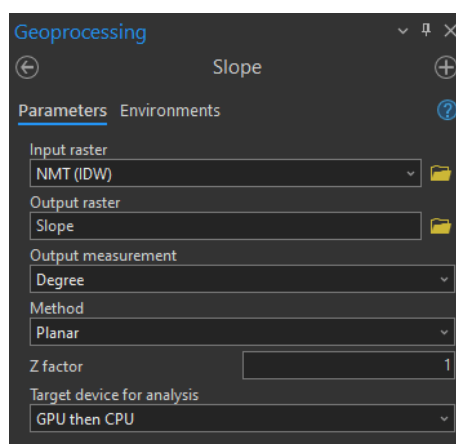 Geoprocessing
Slope
Parameters Environments
Input raster
NMT (IDW)
Output raster
Slope
Output measurement
Degree
Method
Planar
Z factor 1
Target device for analysis
GPU then CPU